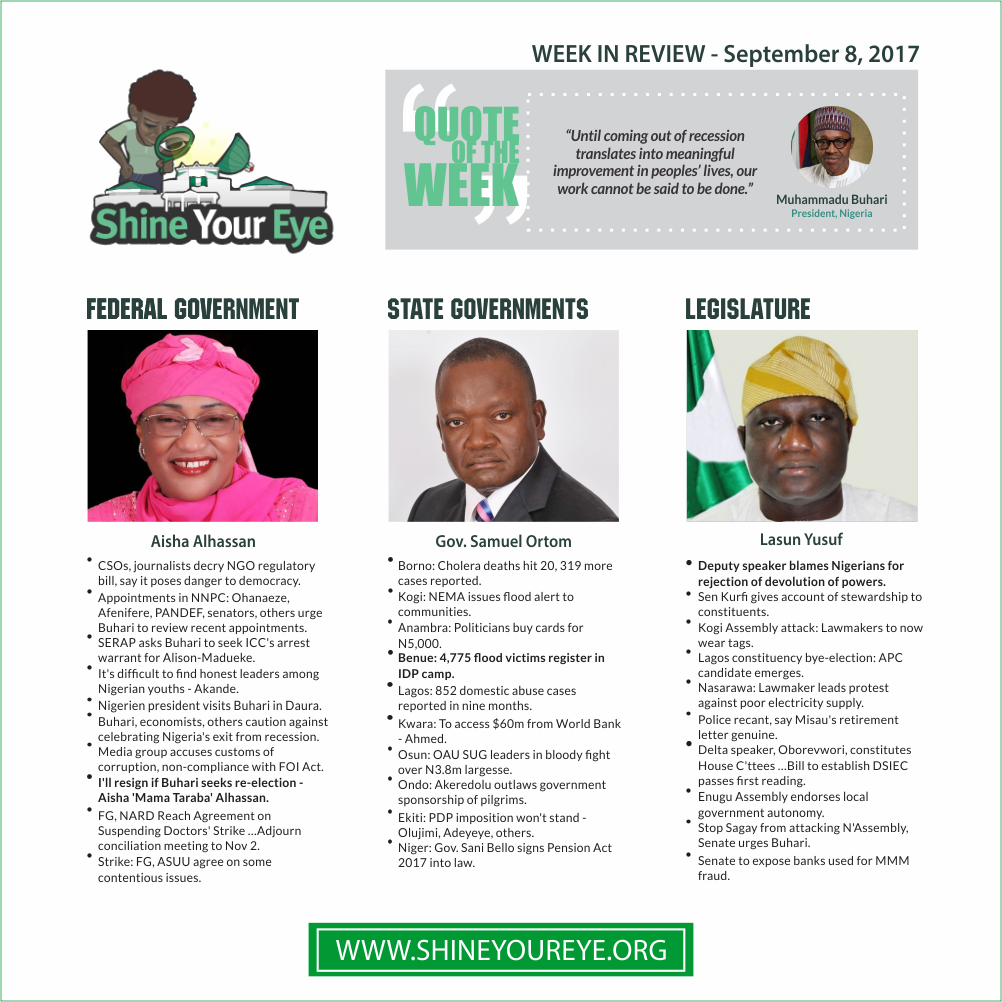 WEEK IN REVIEW - September 8, 2017
Shine Your Eye
QUOTE
OF THE
WEEK
“Until coming out of recession
translates into meaningful
improvement in peoples’ lives, our
work cannot be said to be done.”
Muhammadu Buhari
President, Nigeria
FEDERAL GOVERNMENT
Aisha Alhassan
• CSOs, journalists decry NGO regulatory
bill, say it poses danger to democracy.
• Appointments in NNPC: Ohanaeze,
Afenifere, PANDEF, senators, others urge
Buhari to review recent appointments.
• SERAP asks Buhari to seek ICC's arrest
warrant for Alison-Madueke.
• It's difficult to find honest leaders among
Nigerian youths - Akande.
• Nigerien president visits Buhari in Daura.
• Buhari, economists, others caution against
celebrating Nigeria's exit from recession.
• Media group accuses customs of
corruption, non-compliance with FOI Act.
• I'll resign if Buhari seeks re-election -
Aisha 'Mama Taraba' Alhassan.
• FG, NARD Reach Agreement on
Suspending Doctors' Strike ...Adjourn
conciliation meeting to Nov 2.
• Strike: FG, ASUU agree on some
contentious issues.
STATE GOVERNMENTS
Gov. Samuel Ortom
• Borno: Cholera deaths hit 20, 319 more
cases reported.
• Kogi: NEMA issues flood alert to
communities.
• Anambra: Politicians buy cards for
N5,000.
• Benue: 4,775 flood victims register in
IDP camp.
• Lagos: 852 domestic abuse cases
reported in nine months.
• Kwara: To access $60m from World Bank
- Ahmed.
• Osun: OAU SUG leaders in bloody fight
over N3.8m largesse.
• Ondo: Akeredolu outlaws government
sponsorship of pilgrims.
• Ekiti: PDP imposition won't stand -
Olujimi, Adeyeye, others.
• Niger: Gov. Sani Bello signs Pension Act
2017 into law.
LEGISLATURE
Lasun Yusuf
• Deputy speaker blames Nigerians for
rejection of devolution of powers.
• Sen Kurfi gives account of stewardship to
constituents.
• Kogi Assembly attack: Lawmakers to now
wear tags.
• Lagos constituency bye-election: APC
candidate emerges.
• Nasarawa: Lawmaker leads protest
against poor electricity supply.
• Police recant, say Misau's retirement
letter genuine.
• Delta speaker, Oborevwori, constitutes
House C'ttees ...Bill to establish DSIEC
passes first reading.
• Enugu Assembly endorses local
government autonomy.
• Stop Sagay from attacking N'Assembly,
Senate urges Buhari.
• Senate to expose banks used for MMM
fraud.
WWW.SHINEYOUREYE.ORG